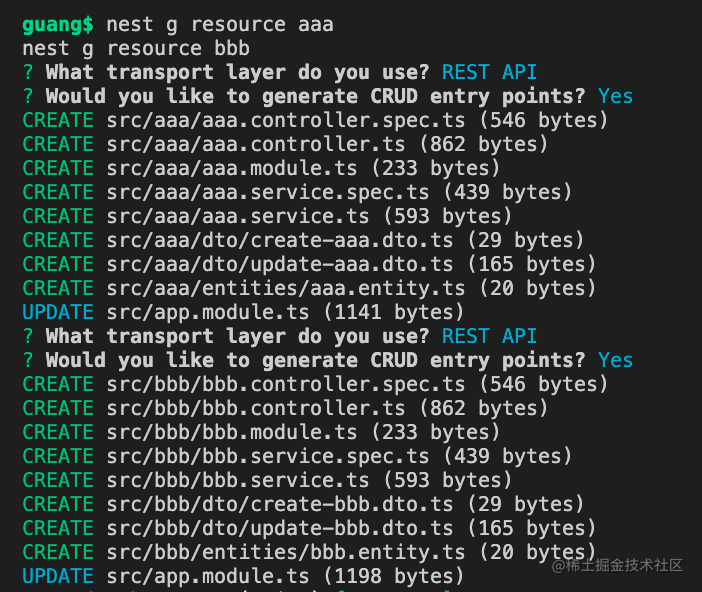 guang$ nest g resource aaa
nest g resource bbb
? What transport layer do you use? REST API
? Would you like to generate CRUD entry points? Yes
CREATE src/aaa/aaa.controller.spec.ts (546 bytes)
CREATE src/aaa/aaa.controller.ts (862 bytes)
CREATE src/aaa/aaa.module.ts (233 bytes)
CREATE src/aaa/aaa.service.spec.ts (439 bytes)
CREATE src/aaa/aaa.service.ts (593 bytes)
CREATE src/aaa/dto/create-aaa.dto.ts (29 bytes)
CREATE src/aaa/dto/update-aaa.dto.ts (165 bytes)
CREATE src/aaa/entities/aaa.entity.ts (20 bytes)
UPDATE src/app.module.ts (1141 bytes)
? What transport layer do you use? REST API
? Would you like to generate CRUD entry points? Yes
CREATE src/bbb/bbb.controller.spec.ts (546 bytes)
CREATE src/bbb/bbb.controller.ts (862 bytes)
CREATE src/bbb/bbb.module.ts (233 bytes)
CREATE src/bbb/bbb.service.spec.ts (439 bytes)
CREATE src/bbb/bbb.service.ts (593 bytes)
CREATE src/bbb/dto/create-bbb.dto.ts (29 bytes)
CREATE src/bbb/dto/update-bbb.dto.ts (165 bytes)
CREATE src/bbb/entities/bbb.entity.ts (20 bytes)
UPDATE src/app.module.ts (1198 bytes)
@稀土掘金技术社区